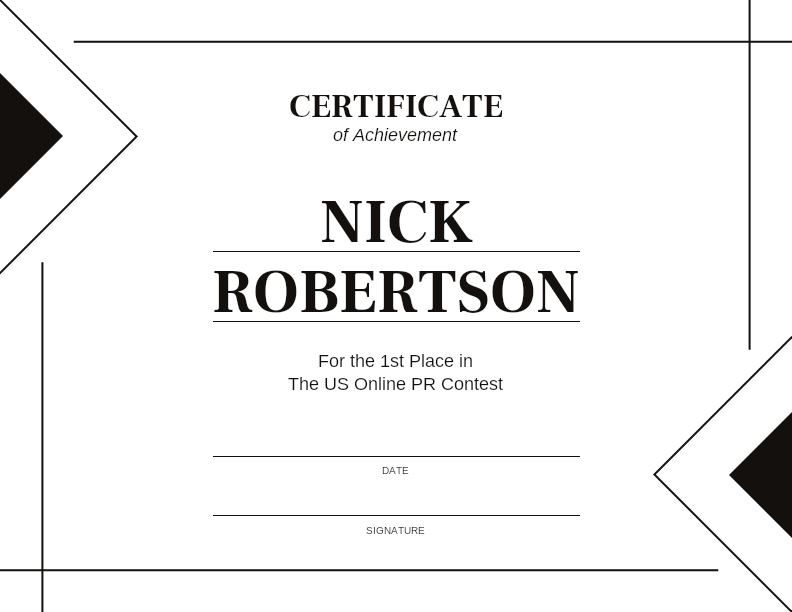 CERTIFICATE
of Achievement
NICK
ROBERTSON
For the 1st Place in
The US Online PR Contest
DATE
SIGNATURE